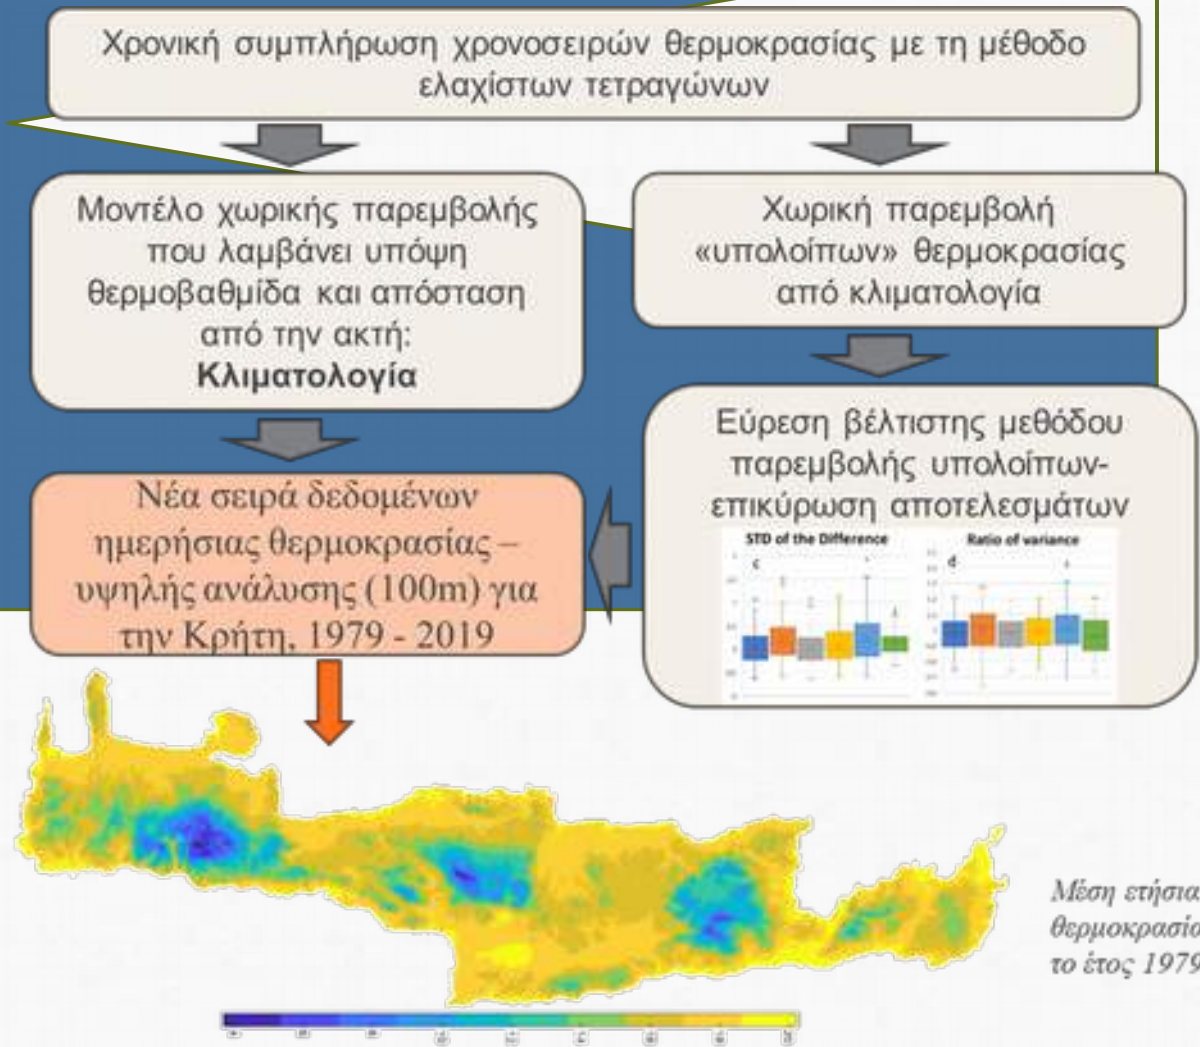 Χρονική συμπλήρωση χρονοσειρών θερμοκρασίας με τη μέθοδο
ελαχίστων τετραγώνων
Μοντέλο χωρικής παρεμβολής
που λαμβάνει υπόψη
θερμοβαθμίδα και απόσταση
από την ακτή:
Κλιματολογία
Χωρική παρεμβολή
«υπολοίπων» θερμοκρασίας
από κλιματολογία
Εύρεση βέλτιστης μεθόδου
παρεμβολής υπολοίπων-
επικύρωση αποτελεσμάτων
STD of the Difference
Ratio of variance
c
d
Νέα σειρά δεδομένων
ημερήσιας θερμοκρασίας –
υψηλής ανάλυσης (100m) για
την Κρήτη, 1979 - 2019
Μέση ετήσια
θερμοκρασία
το έτος 1979